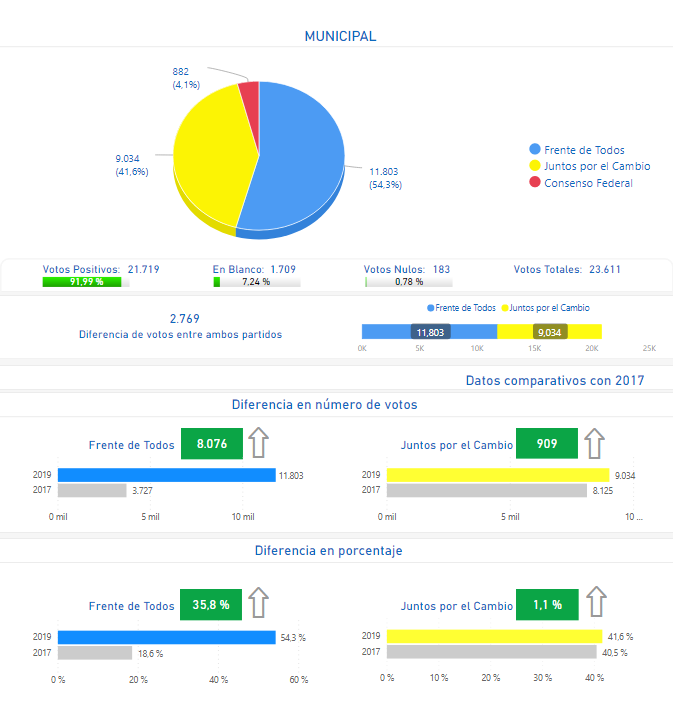 MUNICIPAL
882
(4,1%)
9.034
(41,6%)
11.803
(54,3%)
Frente de Todos
Juntos por el Cambio
Consenso Federal
Votos Positivos: 21.719
91,99 %
En Blanco: 1.709
7,24 %
Votos Nulos: 183
0,78 %
Votos Totales: 23.611
2.769
Diferencia de votos entre ambos partidos
Frente de Todos Juntos por el Cambio
11,803 9,034
0K 5K 10K 15K 20K 25K
Datos comparativos con 2017
Diferencia en número de votos
Frente de Todos 8.076
2019 11.803
2017 3.727
0 mil 5 mil 10 mil
Juntos por el Cambio 909
2019 9.034
2017 8.125
0 mil 5 mil 10 ...
Diferencia en porcentaje
Frente de Todos 35,8 %
2019 54,3 %
2017 18,6 %
0 % 20 % 40 % 60 %
Juntos por el Cambio 1,1 %
2019 41,6 %
2017 40,5 %
0 % 10 % 20 % 30 % 40 %